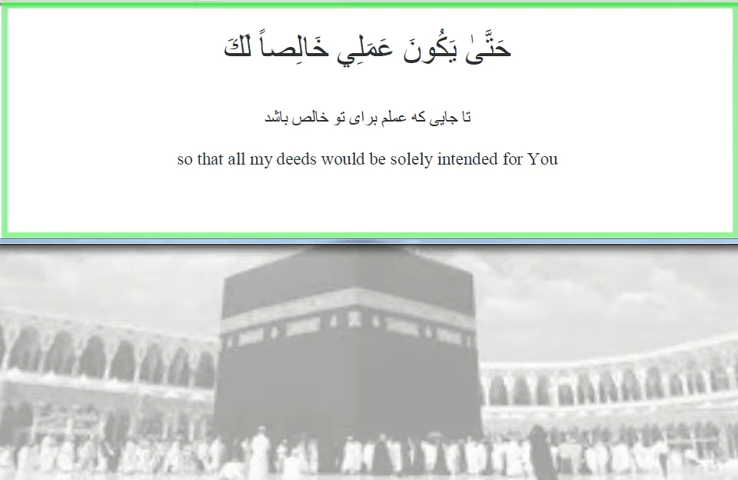 حَتَّىٰ يَكُونَ عَمَلِي خَالِصاً لَكَ
تا جایی که عملم برای تو خالص باشد
so that all my deeds would be solely intended for You